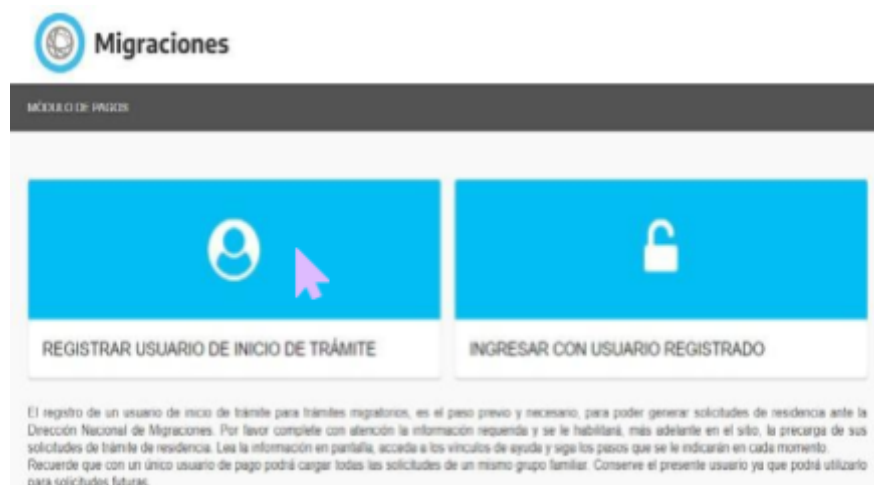 Migraciones
MÓDULO DE PAGOS
REGISTRAR USUARIO DE INICIO DE TRÁMITE
INGRESAR CON USUARIO REGISTRADO
El registro de un usuario de inicio de trámite para trámites migratorios, es el paso previo y necesario, para poder generar solicitudes de residencia ante la
Dirección Nacional de Migraciones. Por favor complete con atención la información requerida y se le habilitará, más adelante en el sitio, la precarga de sus
solicitudes de trámite de residencia. Lea la información en pantalla, acceda a los vínculos de ayuda y siga los pasos que se le indicarán en cada momento.
Recuerde que con un único usuario de pago podrá cargar todas las solicitudes de un mismo grupo familiar. Conserve el presente usuario ya que podrá utilizarlo
para solicitudes futuras.